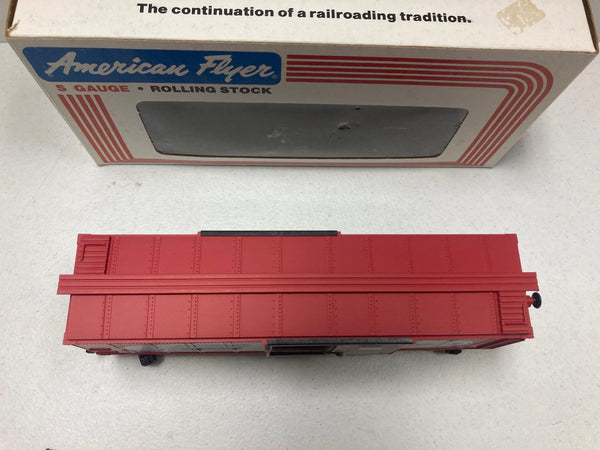 The continuation of a railroading tradition.
American Flyer
S GAUGE • ROLLING STOCK